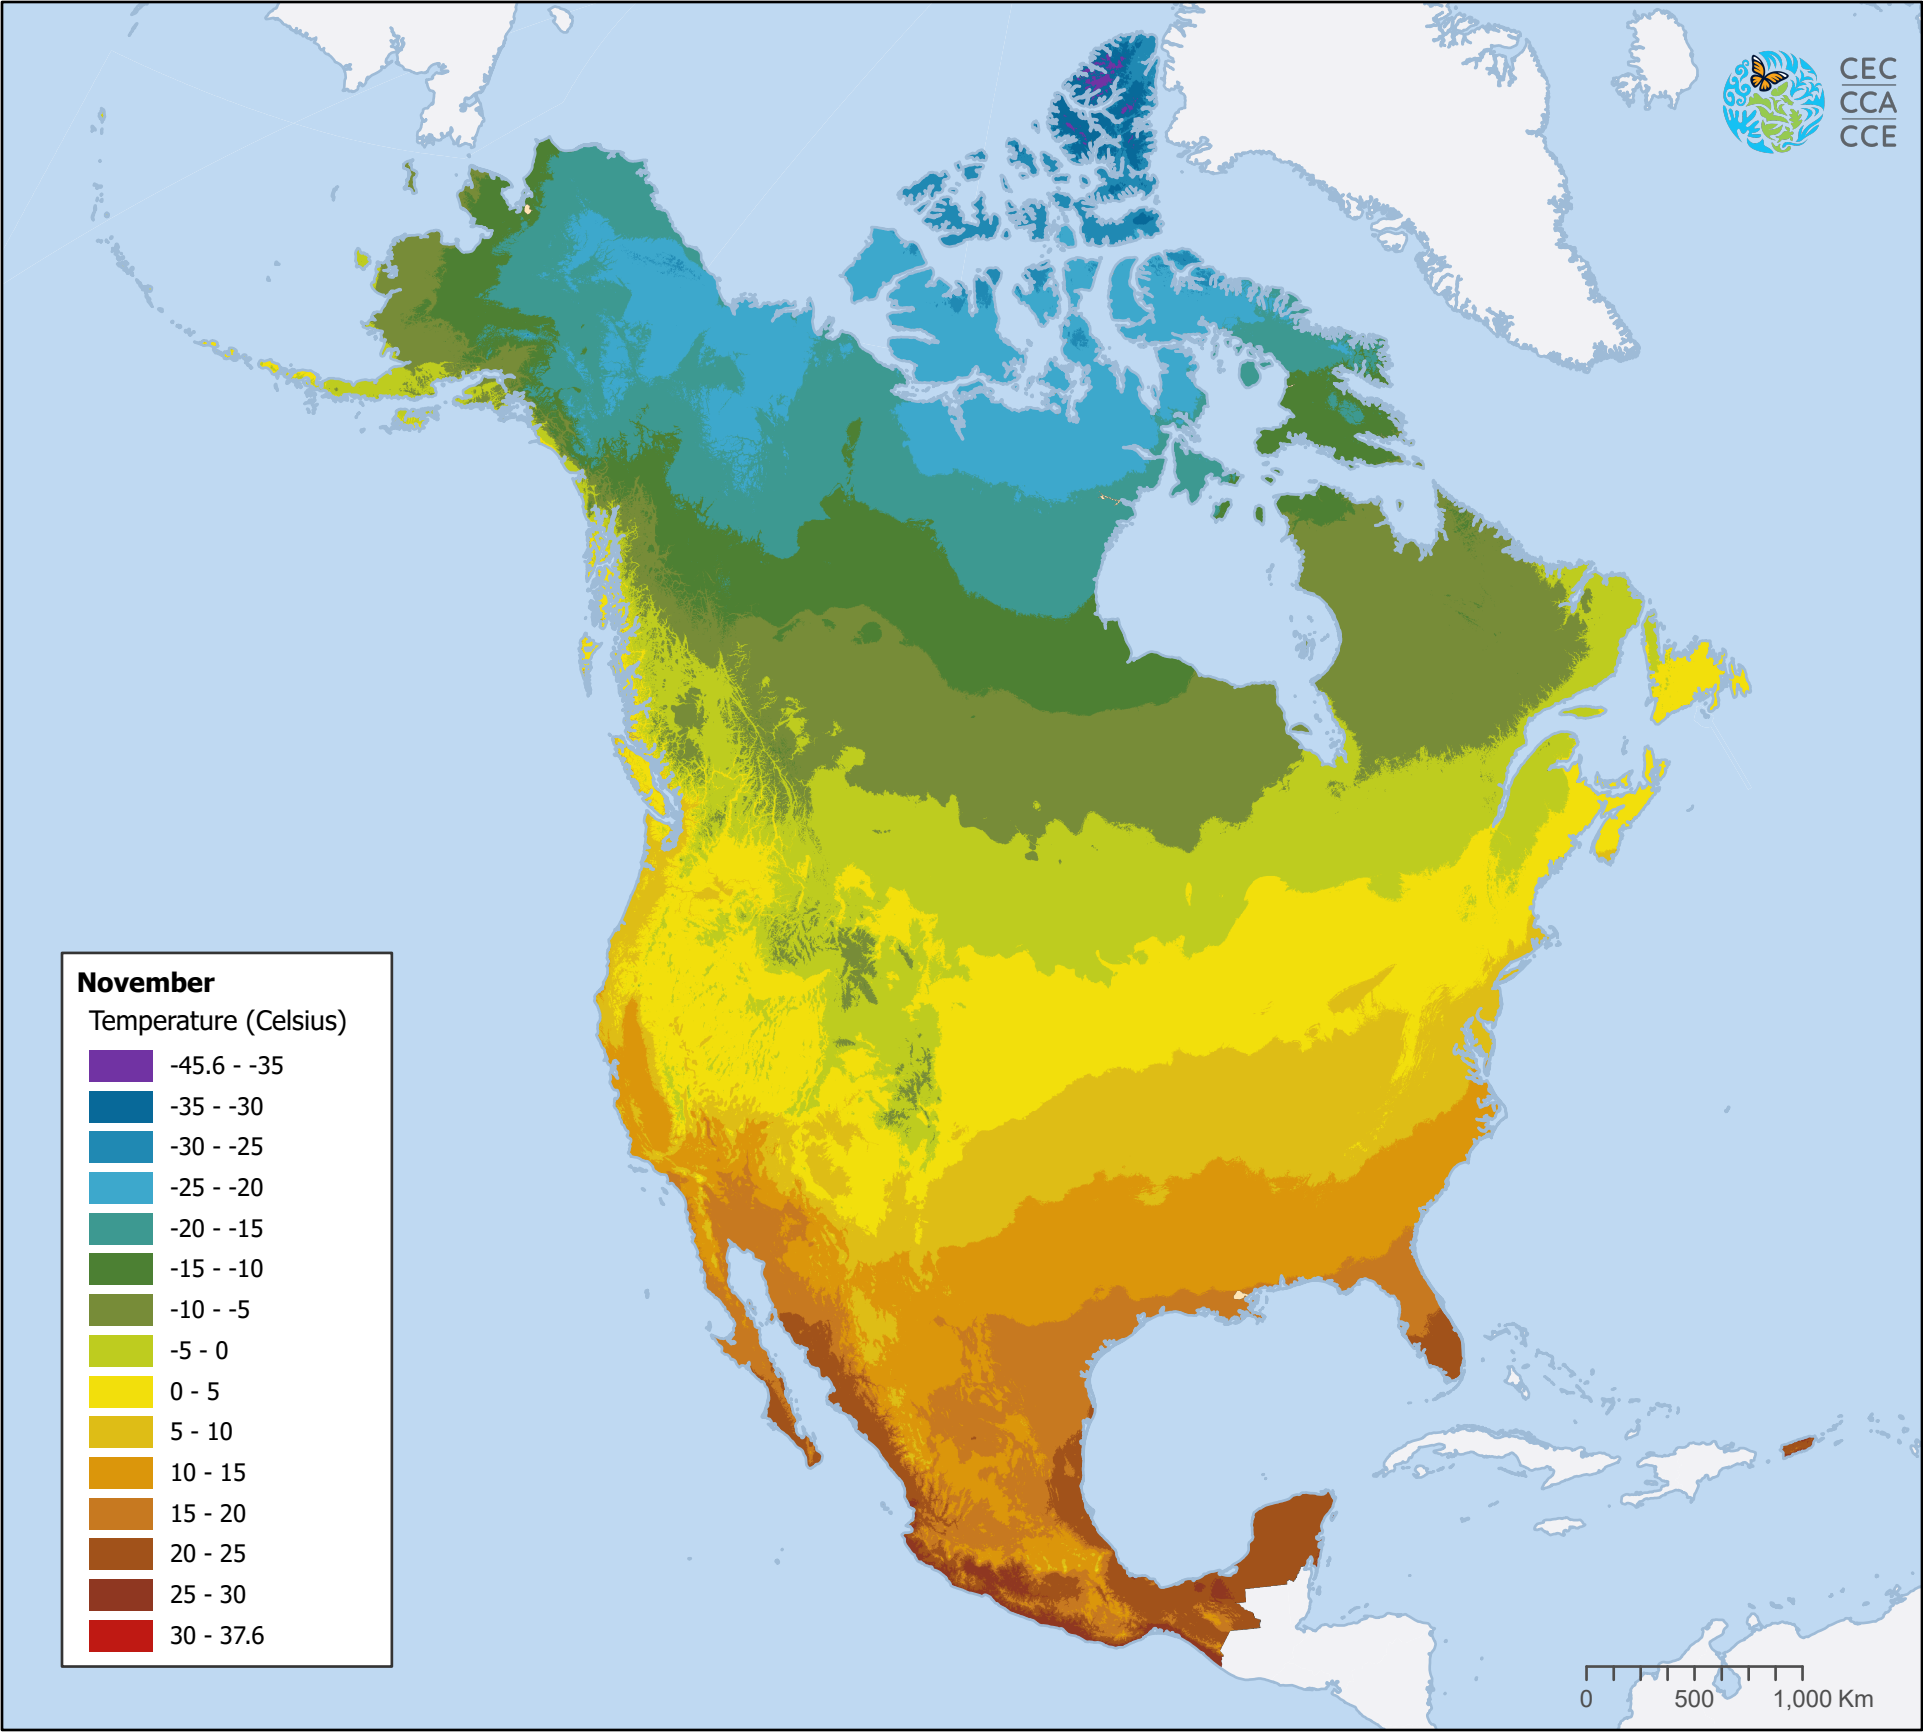 CEC
CCA
CCE
November
Temperature (Celsius)
-45.6 - -35
-35 - -30
-30 - -25
-25 - -20
-20 - -15
-15 - -10
-10 - -5
-5 - 0
0 - 5
5 - 10
10 - 15
15 - 20
20 - 25
25 - 30
30 - 37.6
0 500 1,000 Km